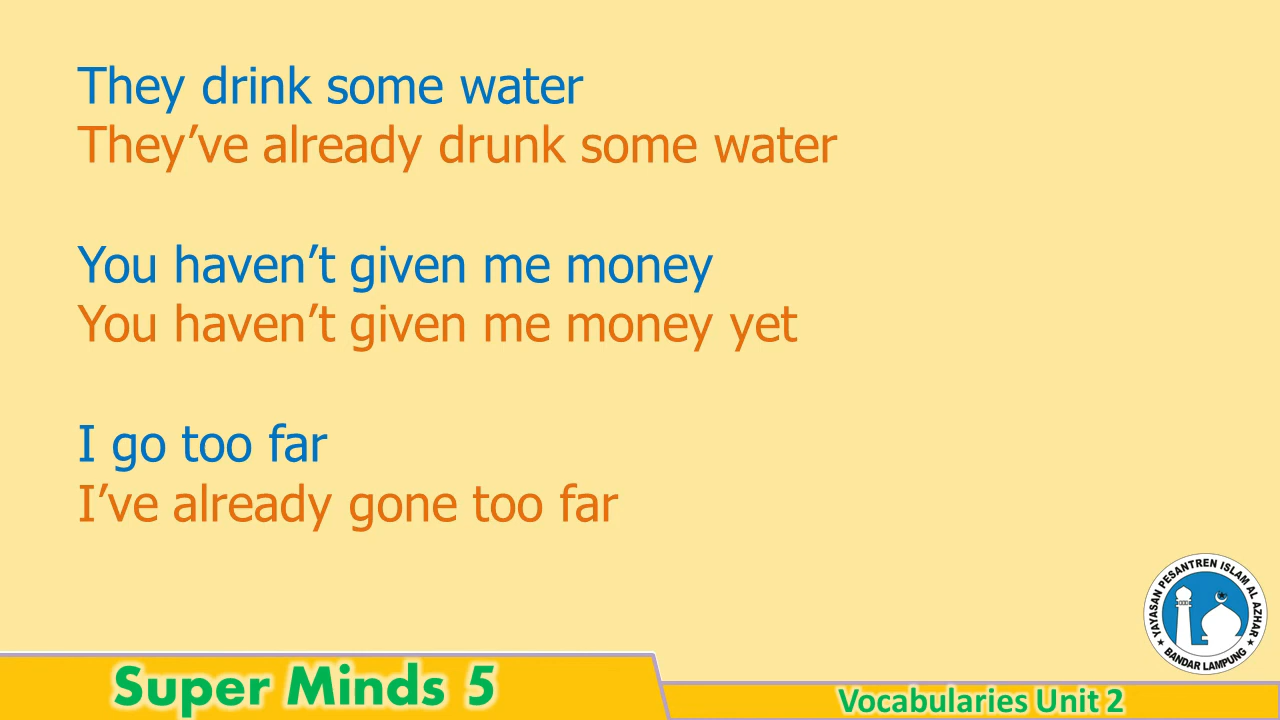 They drink some water
They’ve already drunk some water
You haven’t given me money
You haven’t given me money yet
I go too far
I’ve already gone too far
YAYASAN PESANTREN ISLAM AL AZHAR
BANDAR LAMPUNG
Super Minds 5
Vocabularies Unit 2